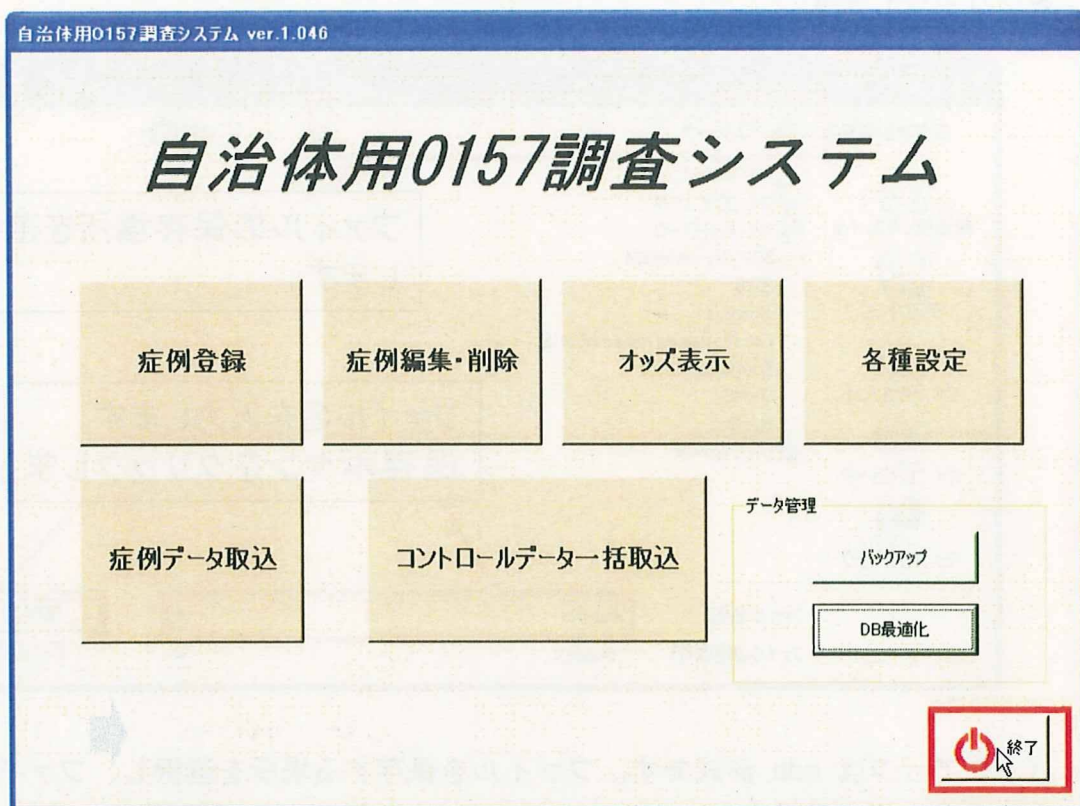 自治体用O157調査システム ver.1.046
自治体用O157調査システム
症例登録
症例編集・削除
オッズ表示
各種設定
症例データ取込
コントロールデータ一括取込
データ管理
バックアップ
DB最適化
終了